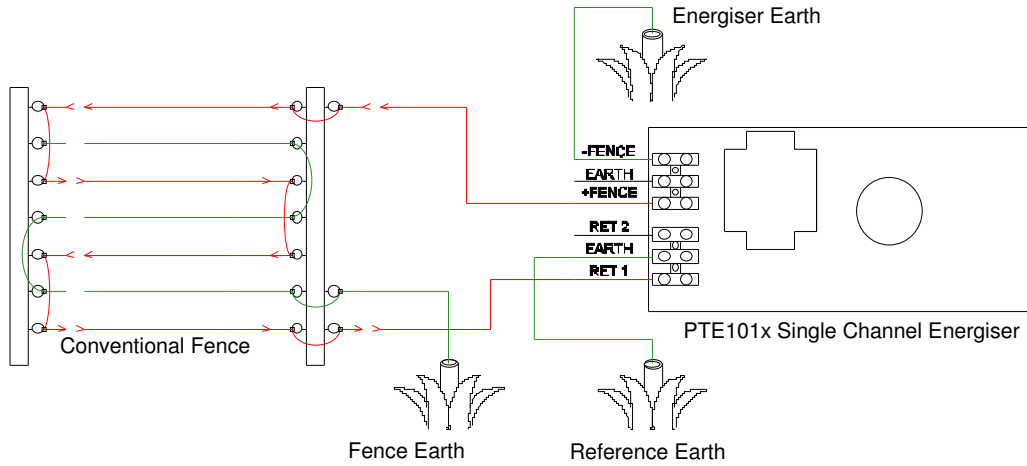 Energiser Earth
-FENCE
EARTH
+FENCE
RET 2
EARTH
RET 1
PTE101x Single Channel Energiser
Conventional Fence
Fence Earth
Reference Earth